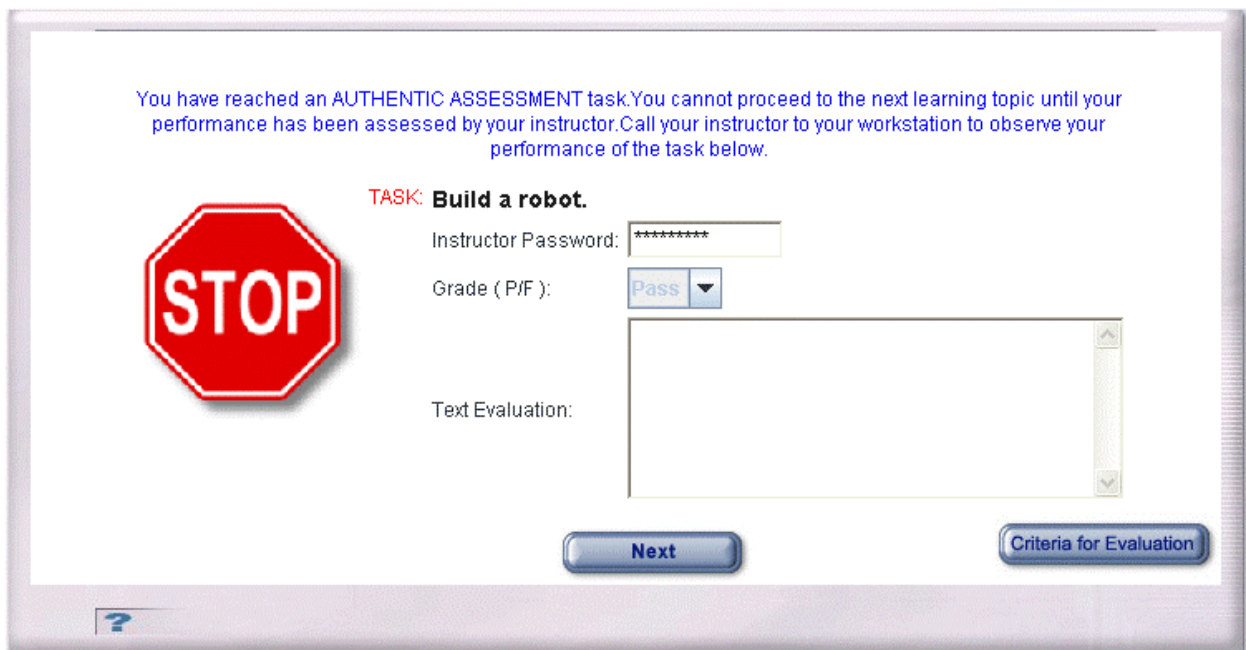 You have reached an AUTHENTIC ASSESSMENT task.You cannot proceed to the next learning topic until your
performance has been assessed by your instructor.Call your instructor to your workstation to observe your
performance of the task below.
TASK: Build a robot.
STOP
Instructor Password: *********
Grade ( P/F ): Pass
Text Evaluation:
Next
Criteria for Evaluation
?